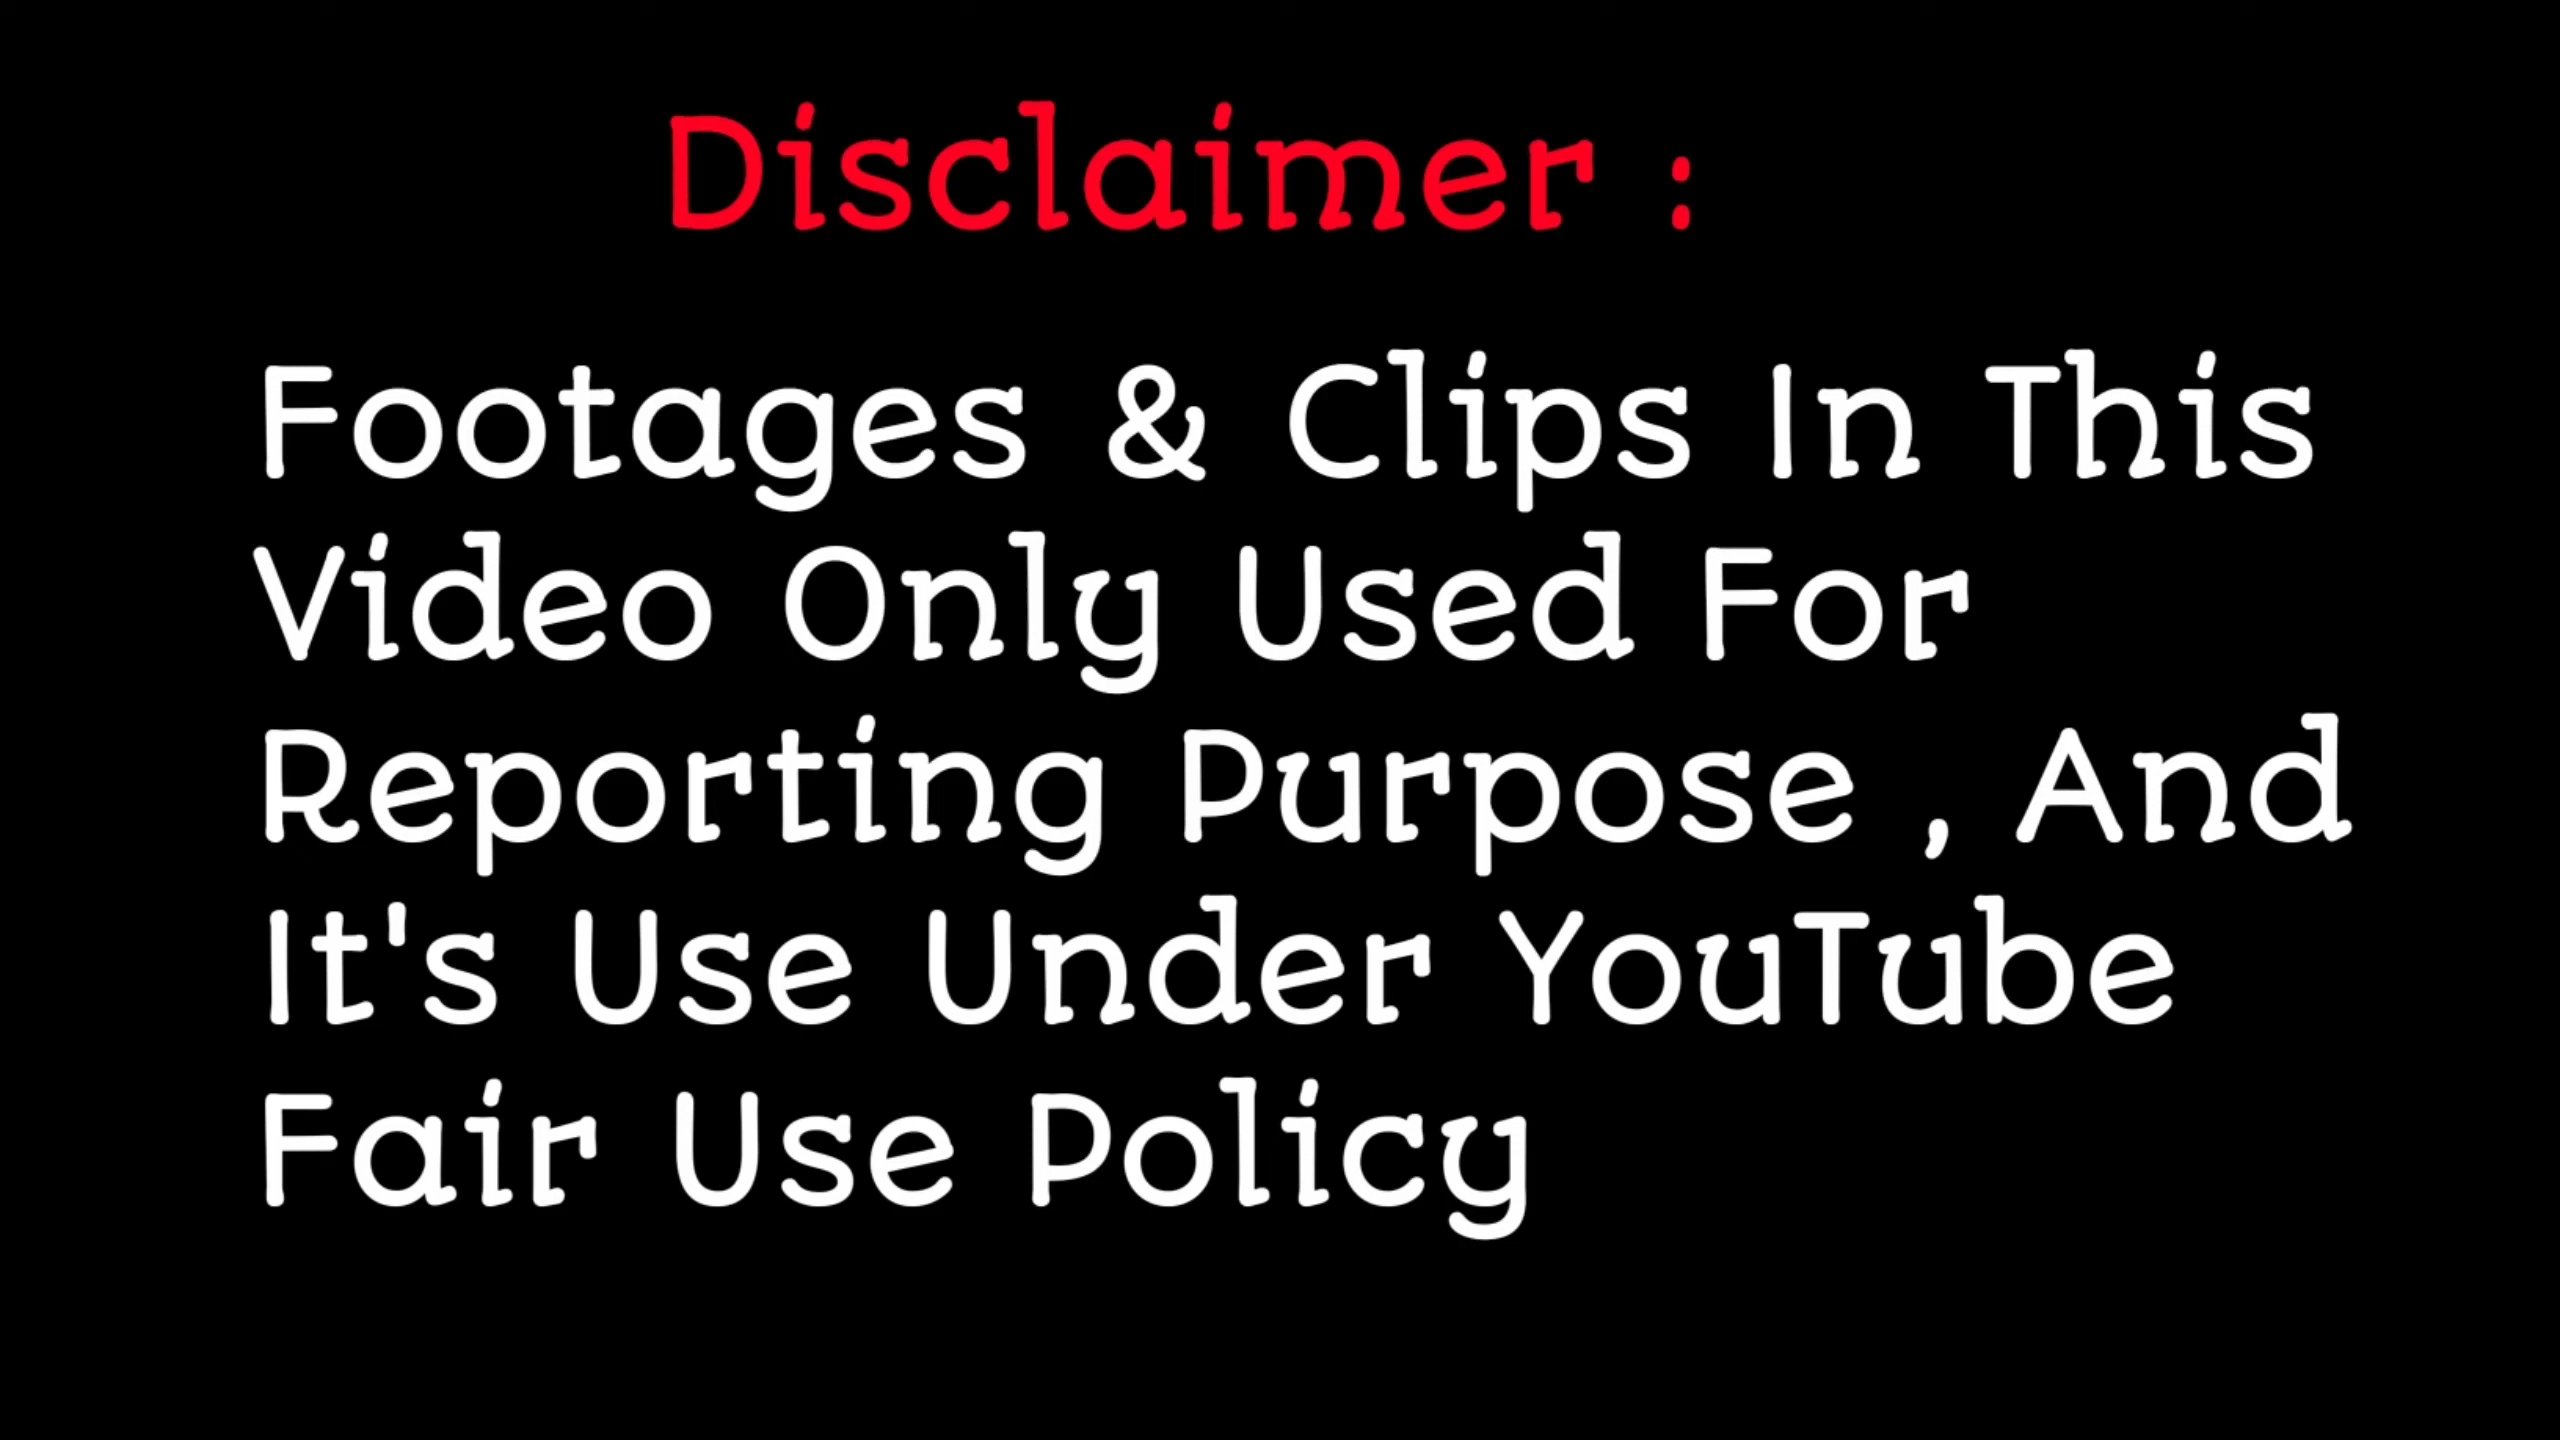 Disclaimer :
Footages & Clips In This
Video Only Used For
Reporting Purpose , And
It's Use Under YouTube
Fair Use Policy